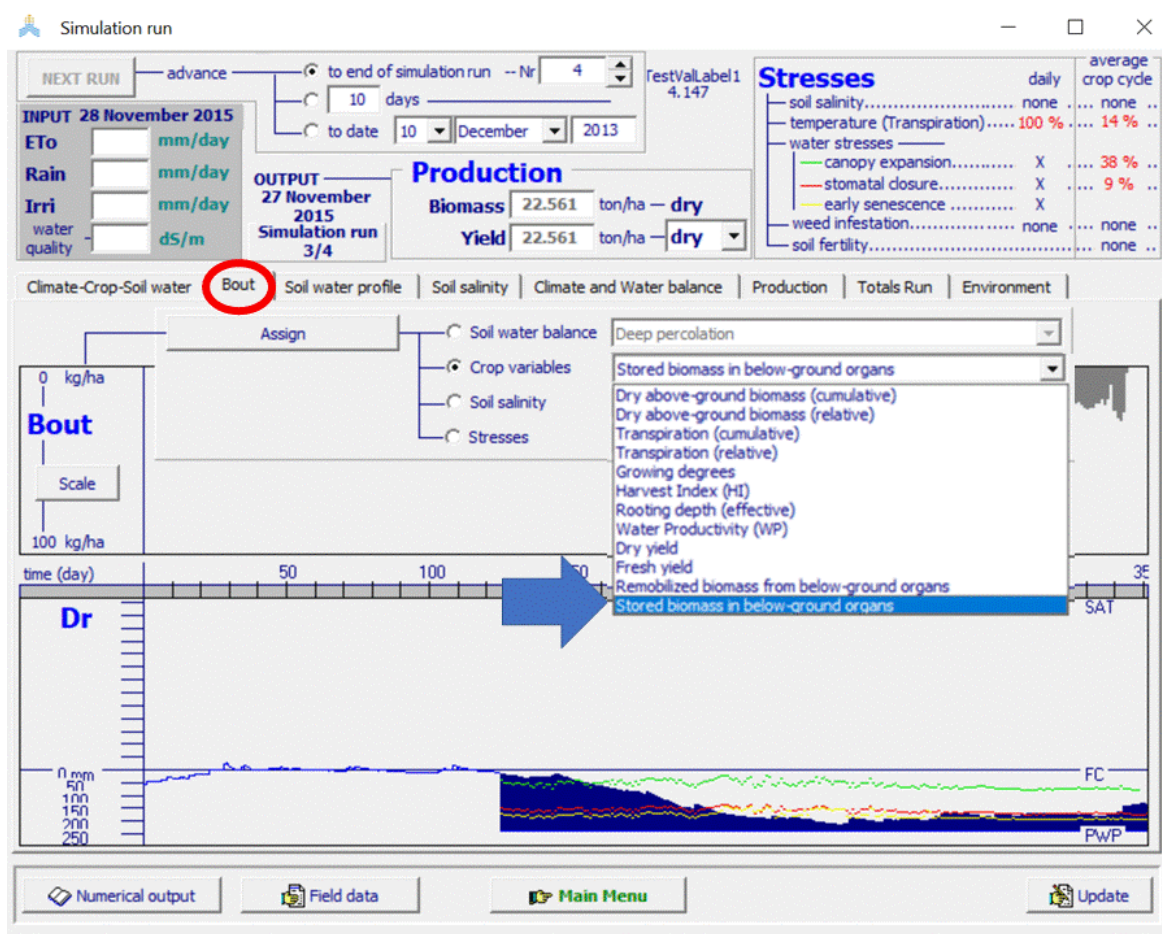 Simulation run
NEXT RUN
advance
to end of simulation run -- Nr 4
10 days
to date 10 December 2013
TestValLabel1
4.147
INPUT 28 November 2015
ETo mm/day
Rain mm/day
Irri mm/day
water quality - dS/m
OUTPUT
27 November
2015
Simulation run
3/4
Production
Biomass 22.561 ton/ha dry
Yield 22.561 ton/ha dry
Stresses
daily
average
crop cycle
soil salinity............................ none .... none ..
temperature (Transpiration)..... 100 % .... 14 % ..
water stresses
canopy expansion............ X .... 38 % ..
stomatal closure............... X .... 9 % ..
early senescence ............ X
weed infestation.................... none .... none ..
soil fertility........................................ none ..
Climate-Crop-Soil water
Bout
Soil water profile
Soil salinity
Climate and Water balance
Production
Totals Run
Environment
Assign
Soil water balance
Deep percolation
Crop variables
Stored biomass in below-ground organs
Soil salinity
Stresses
Dry above-ground biomass (cumulative)
Dry above-ground biomass (relative)
Transpiration (cumulative)
Transpiration (relative)
Growing degrees
Harvest Index (HI)
Rooting depth (effective)
Water Productivity (WP)
Dry yield
Fresh yield
Remobilized biomass from below-ground organs
Stored biomass in below-ground organs
0 kg/ha
Bout
Scale
100 kg/ha
time (day) 50 100 35
Dr
SAT
0 mm
50
100
150
200
250
FC
PWP
Numerical output
Field data
Main Menu
Update